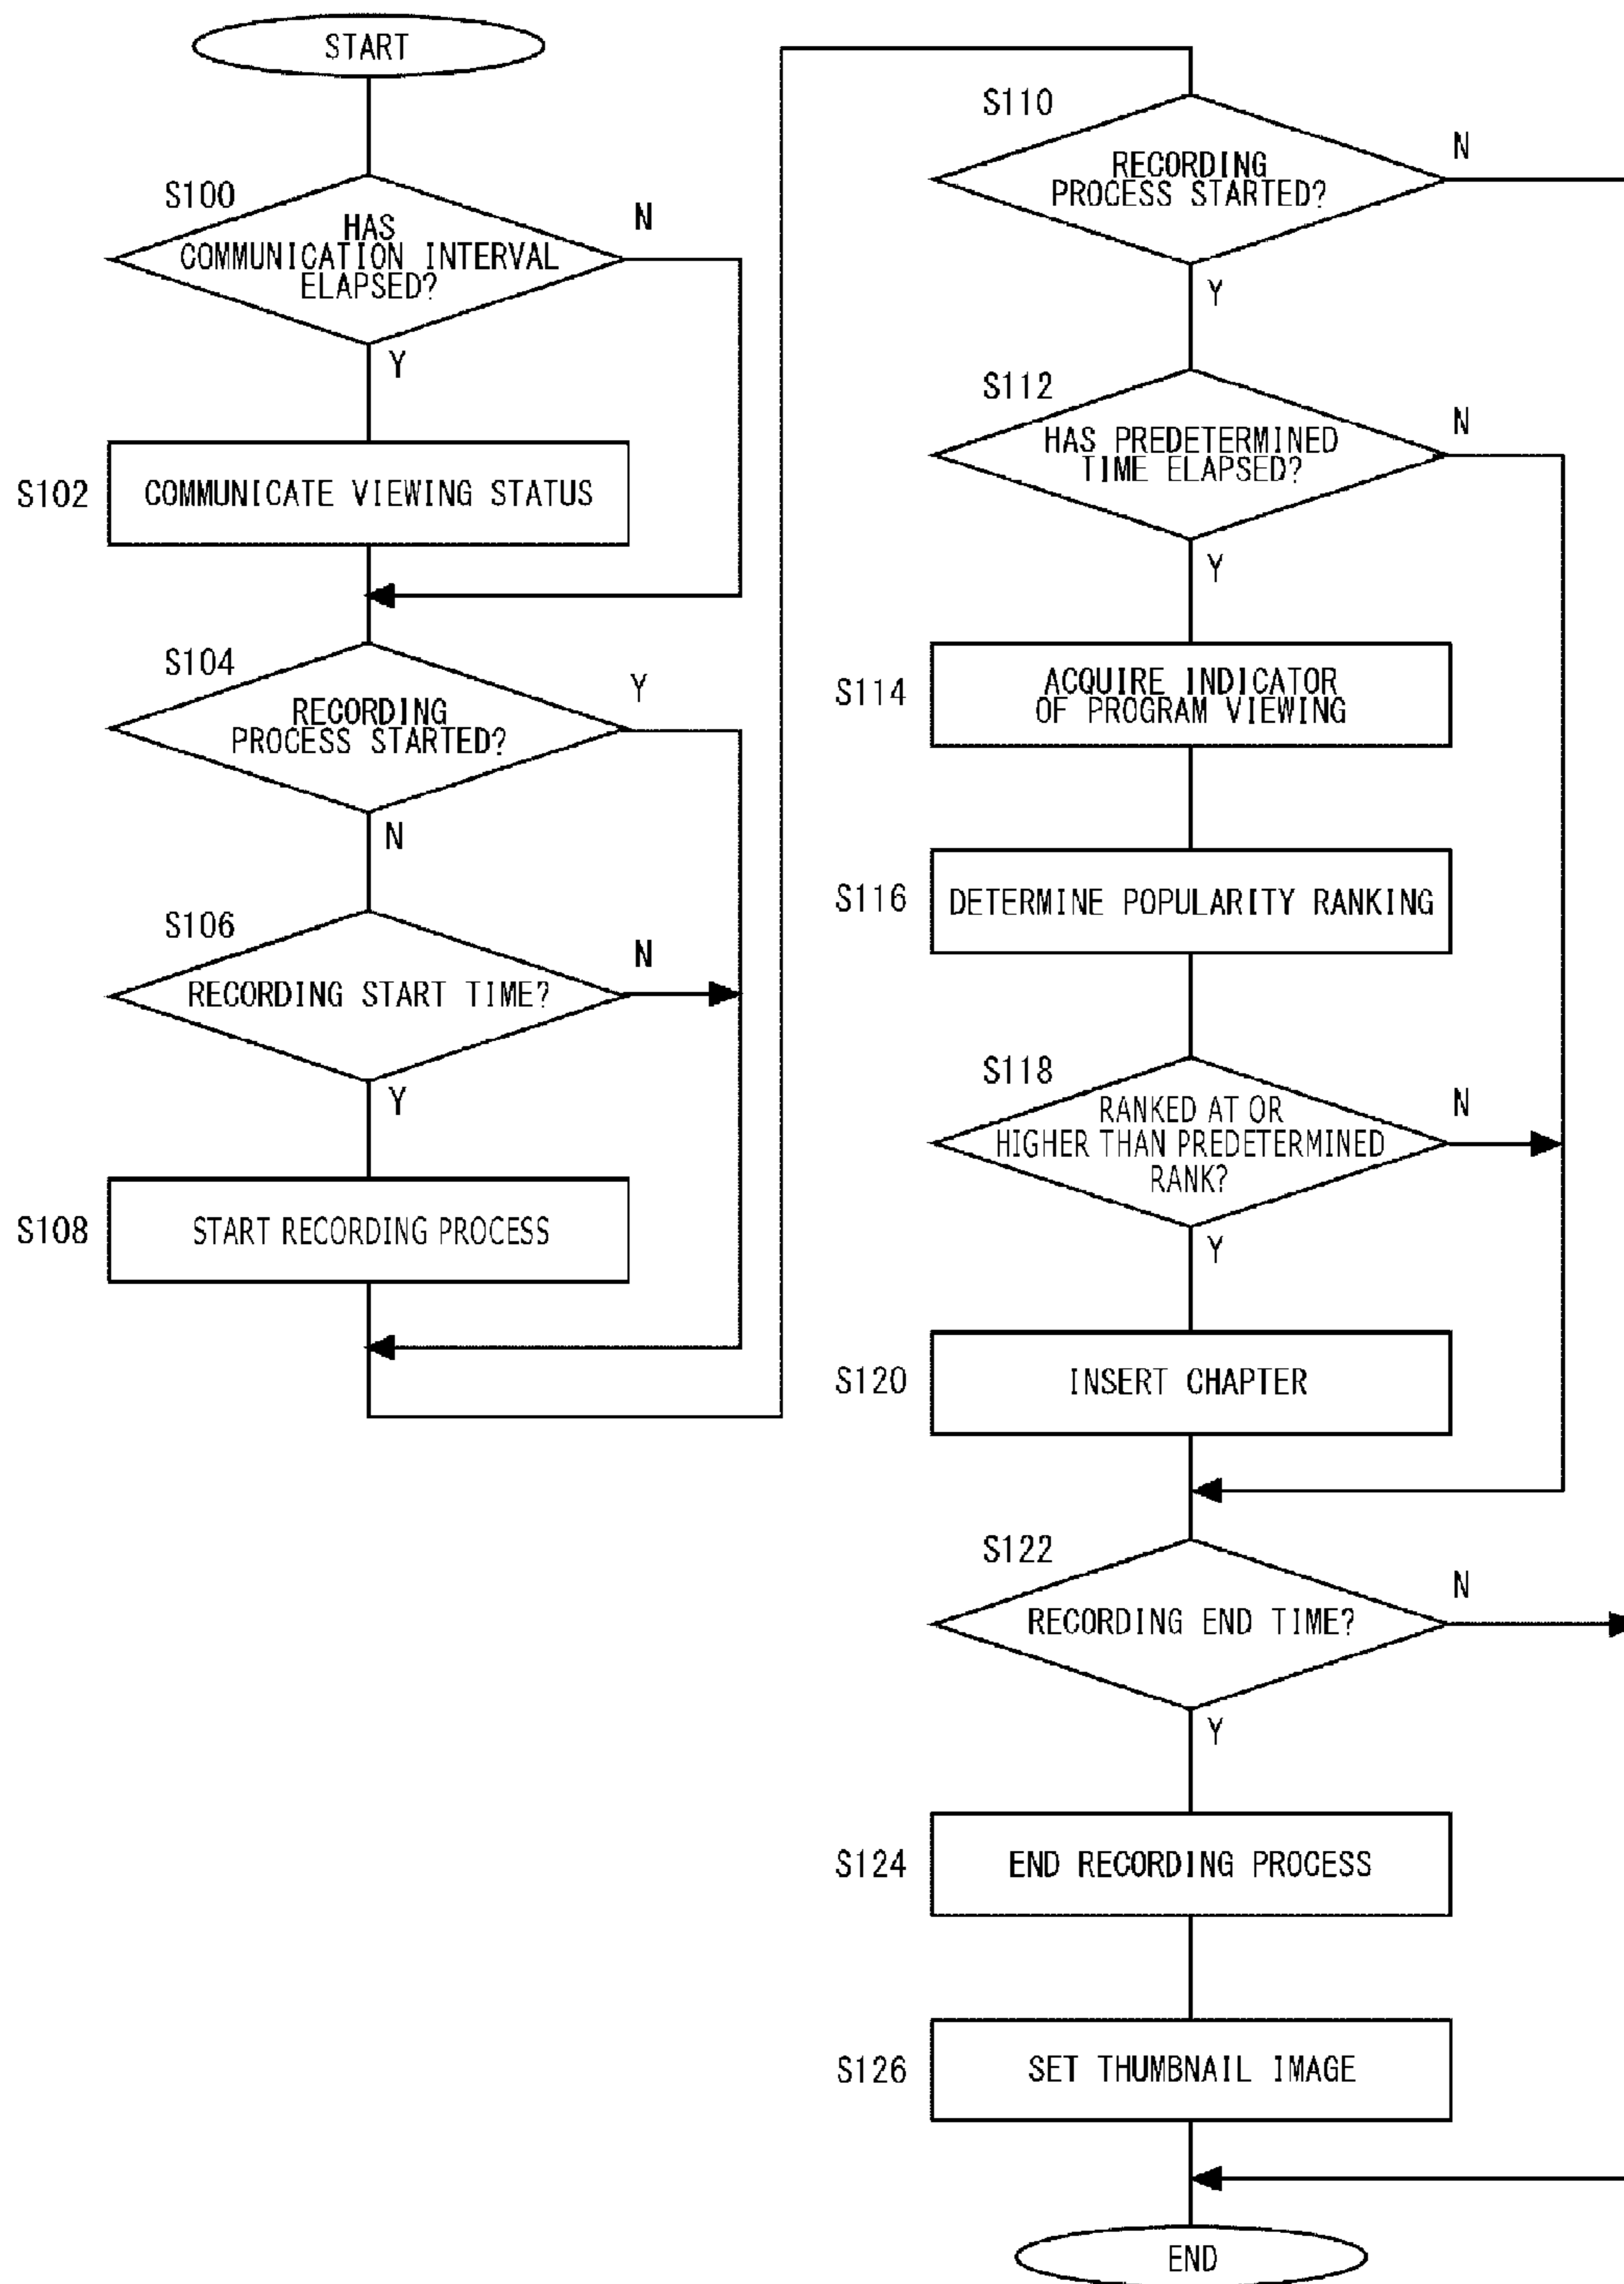 START
S100
HAS
COMMUNICATION INTERVAL
ELAPSED?
N
Y
S102
COMMUNICATE VIEWING STATUS
S104
RECORDING
PROCESS STARTED?
Y
N
S106
RECORDING START TIME?
N
Y
S108
START RECORDING PROCESS
S110
RECORDING
PROCESS STARTED?
N
Y
S112
HAS PREDETERMINED
TIME ELAPSED?
N
Y
S114
ACQUIRE INDICATOR
OF PROGRAM VIEWING
S116
DETERMINE POPULARITY RANKING
S118
RANKED AT OR
HIGHER THAN PREDETERMINED
RANK?
N
Y
S120
INSERT CHAPTER
S122
RECORDING END TIME?
N
Y
S124
END RECORDING PROCESS
S126
SET THUMBNAIL IMAGE
END